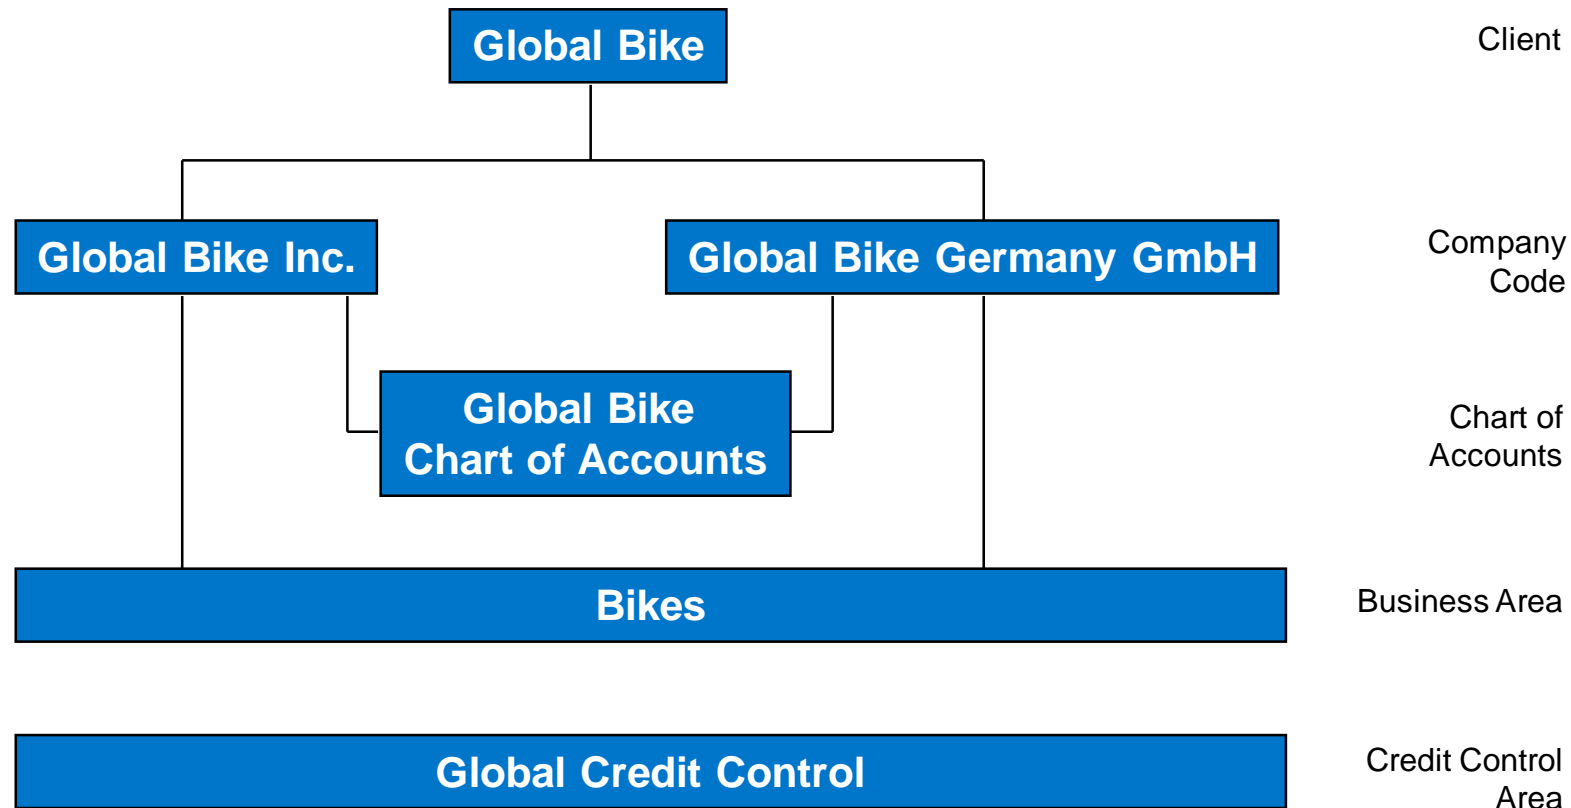 Global Bike
Client
Global Bike Inc.
Global Bike Germany GmbH
Company
Code
Global Bike
Chart of Accounts
Chart of
Accounts
Bikes
Business Area
Global Credit Control
Credit Control
Area